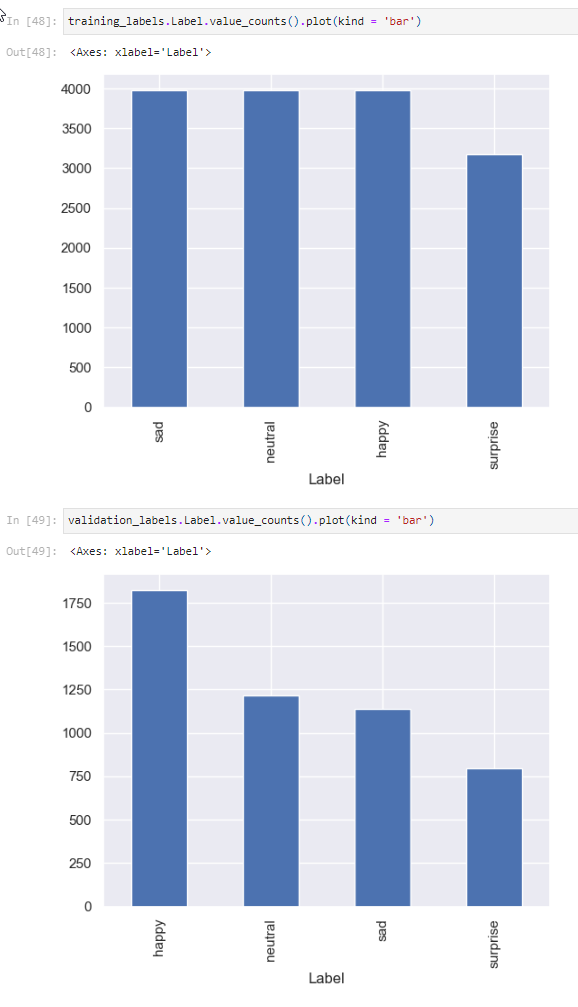 In [48]: training_labels.Label.value_counts().plot(kind = 'bar')
Out[48]: <Axes: xlabel='Label'>
4000
3500
3000
2500
2000
1500
1000
500
0
sad neutral happy surprise
Label
In [49]: validation_labels.Label.value_counts().plot(kind = 'bar')
Out[49]: <Axes: xlabel='Label'>
1750
1500
1250
1000
750
500
250
0
happy neutral sad surprise
Label